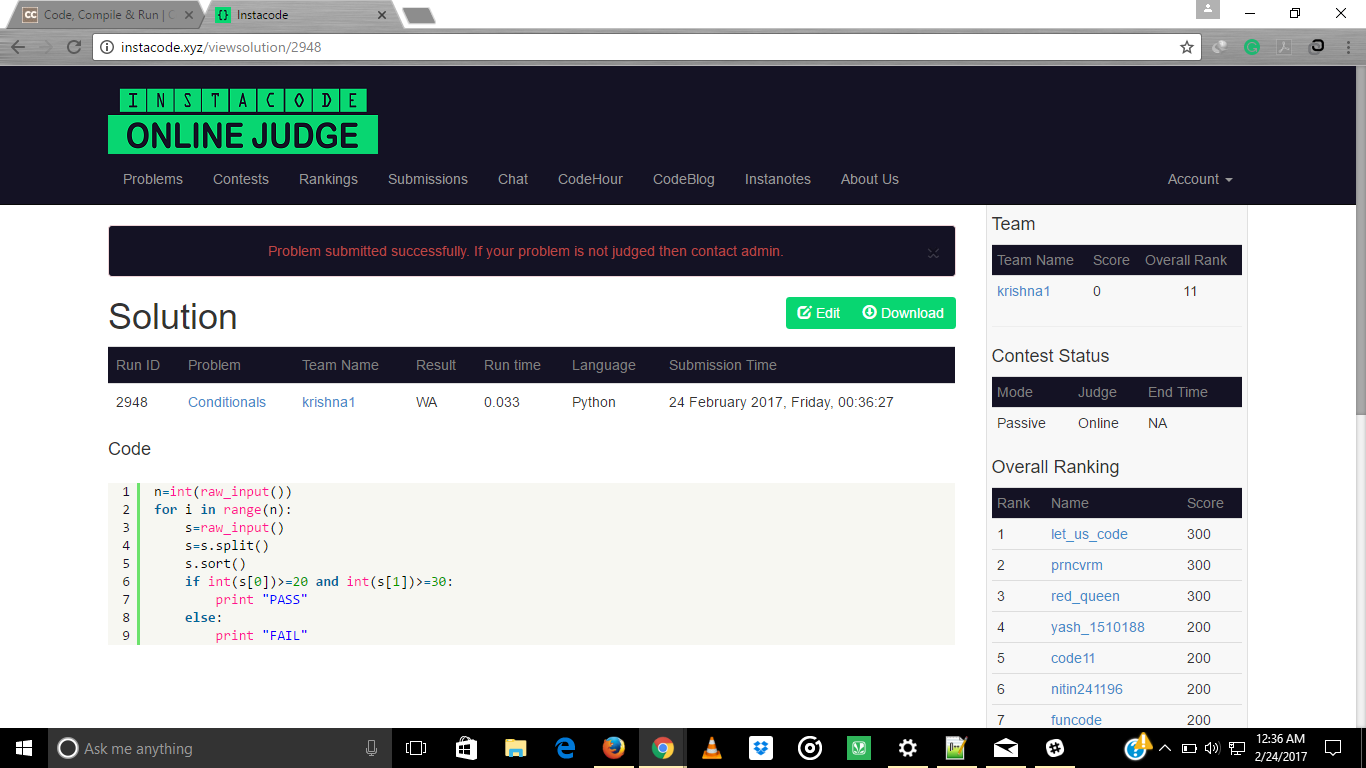 Code, Compile & Run | C
Instacode
instacode.xyz/viewsolution/2948
INSTACODE
ONLINE JUDGE
Problems Contests Rankings Submissions Chat CodeHour CodeBlog Instanotes About Us Account
Problem submitted successfully. If your problem is not judged then contact admin.
Solution
Edit Download
Run ID Problem Team Name Result Run time Language Submission Time
2948 Conditionals krishna1 WA 0.033 Python 24 February 2017, Friday, 00:36:27
Code
1 n=int(raw_input())
2 for i in range(n):
3     s=raw_input()
4     s=s.split()
5     s.sort()
6     if int(s[0])>=20 and int(s[1])>=30:
7         print "PASS"
8     else:
9         print "FAIL"
Team
Team Name Score Overall Rank
krishna1 0 11
Contest Status
Mode Judge End Time
Passive Online NA
Overall Ranking
Rank Name Score
1 let_us_code 300
2 prncvrm 300
3 red_queen 300
4 yash_1510188 200
5 code11 200
6 nitin241196 200
7 funcode 200
Ask me anything
12:36 AM
2/24/2017